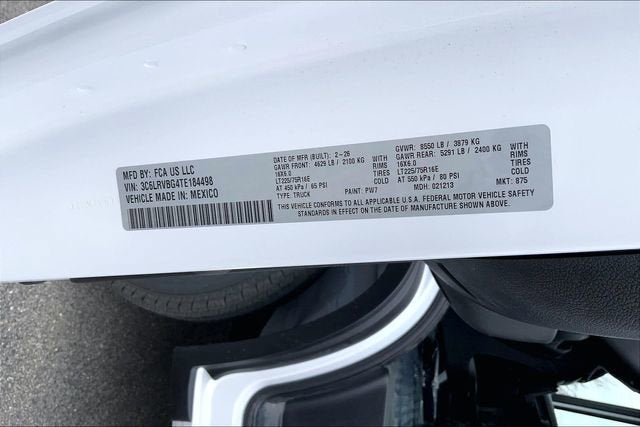 MFD BY: FCA US LLC
VIN: 3C6LRVBG4TE184498
VEHICLE MADE IN: MEXICO
DATE OF MFR (BUILT): 2-26
GAWR FRONT: 4629 LB / 2100 KG
16X6.0
LT225/75R16E
AT 450 kPa / 65 PSI
TYPE: TRUCK
WITH
TIRES
RIMS
COLD
PAINT: PW7
GVWR: 8550 LB / 3879 KG
GAWR REAR: 5291 LB / 2400 KG
16X6.0
LT225/75R16E
AT 550 kPa / 80 PSI
MDH: 021213
WITH
TIRES
RIMS
COLD
MKT: 875
THIS VEHICLE CONFORMS TO ALL APPLICABLE U.S.A. FEDERAL MOTOR VEHICLE SAFETY
STANDARDS IN EFFECT ON THE DATE OF MANUFACTURE SHOWN ABOVE.